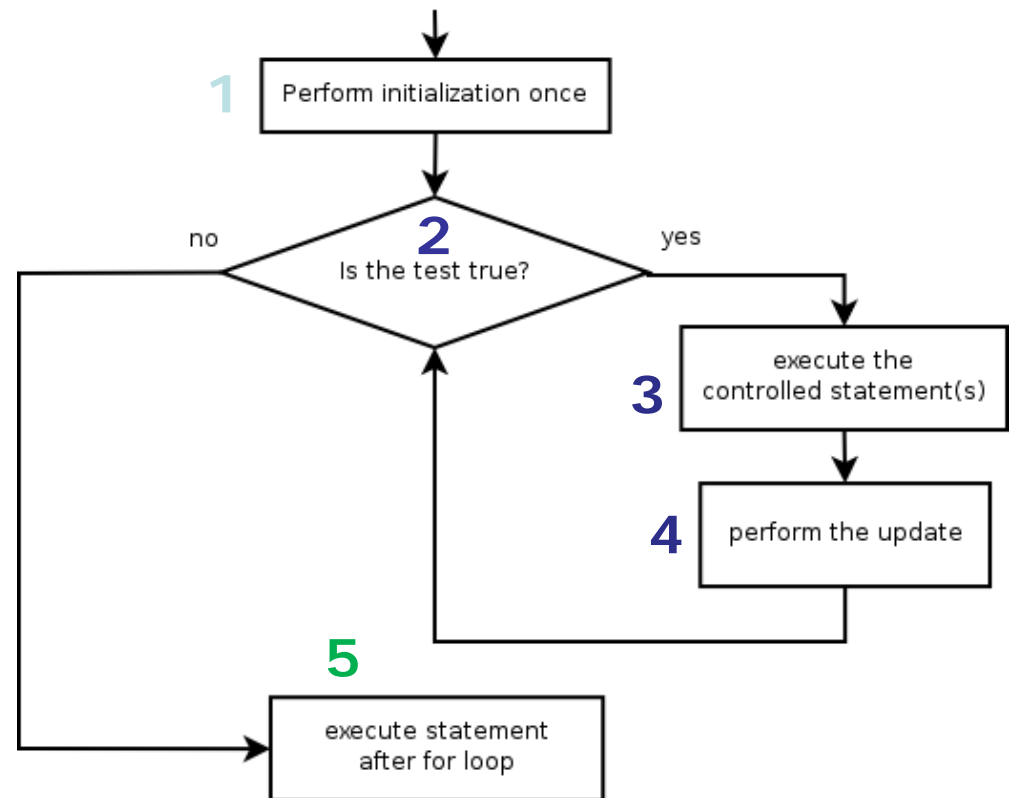 1
Perform initialization once
2
no
yes
Is the test true?
execute the
controlled statement(s)
3
4
perform the update
5
execute statement
after for loop